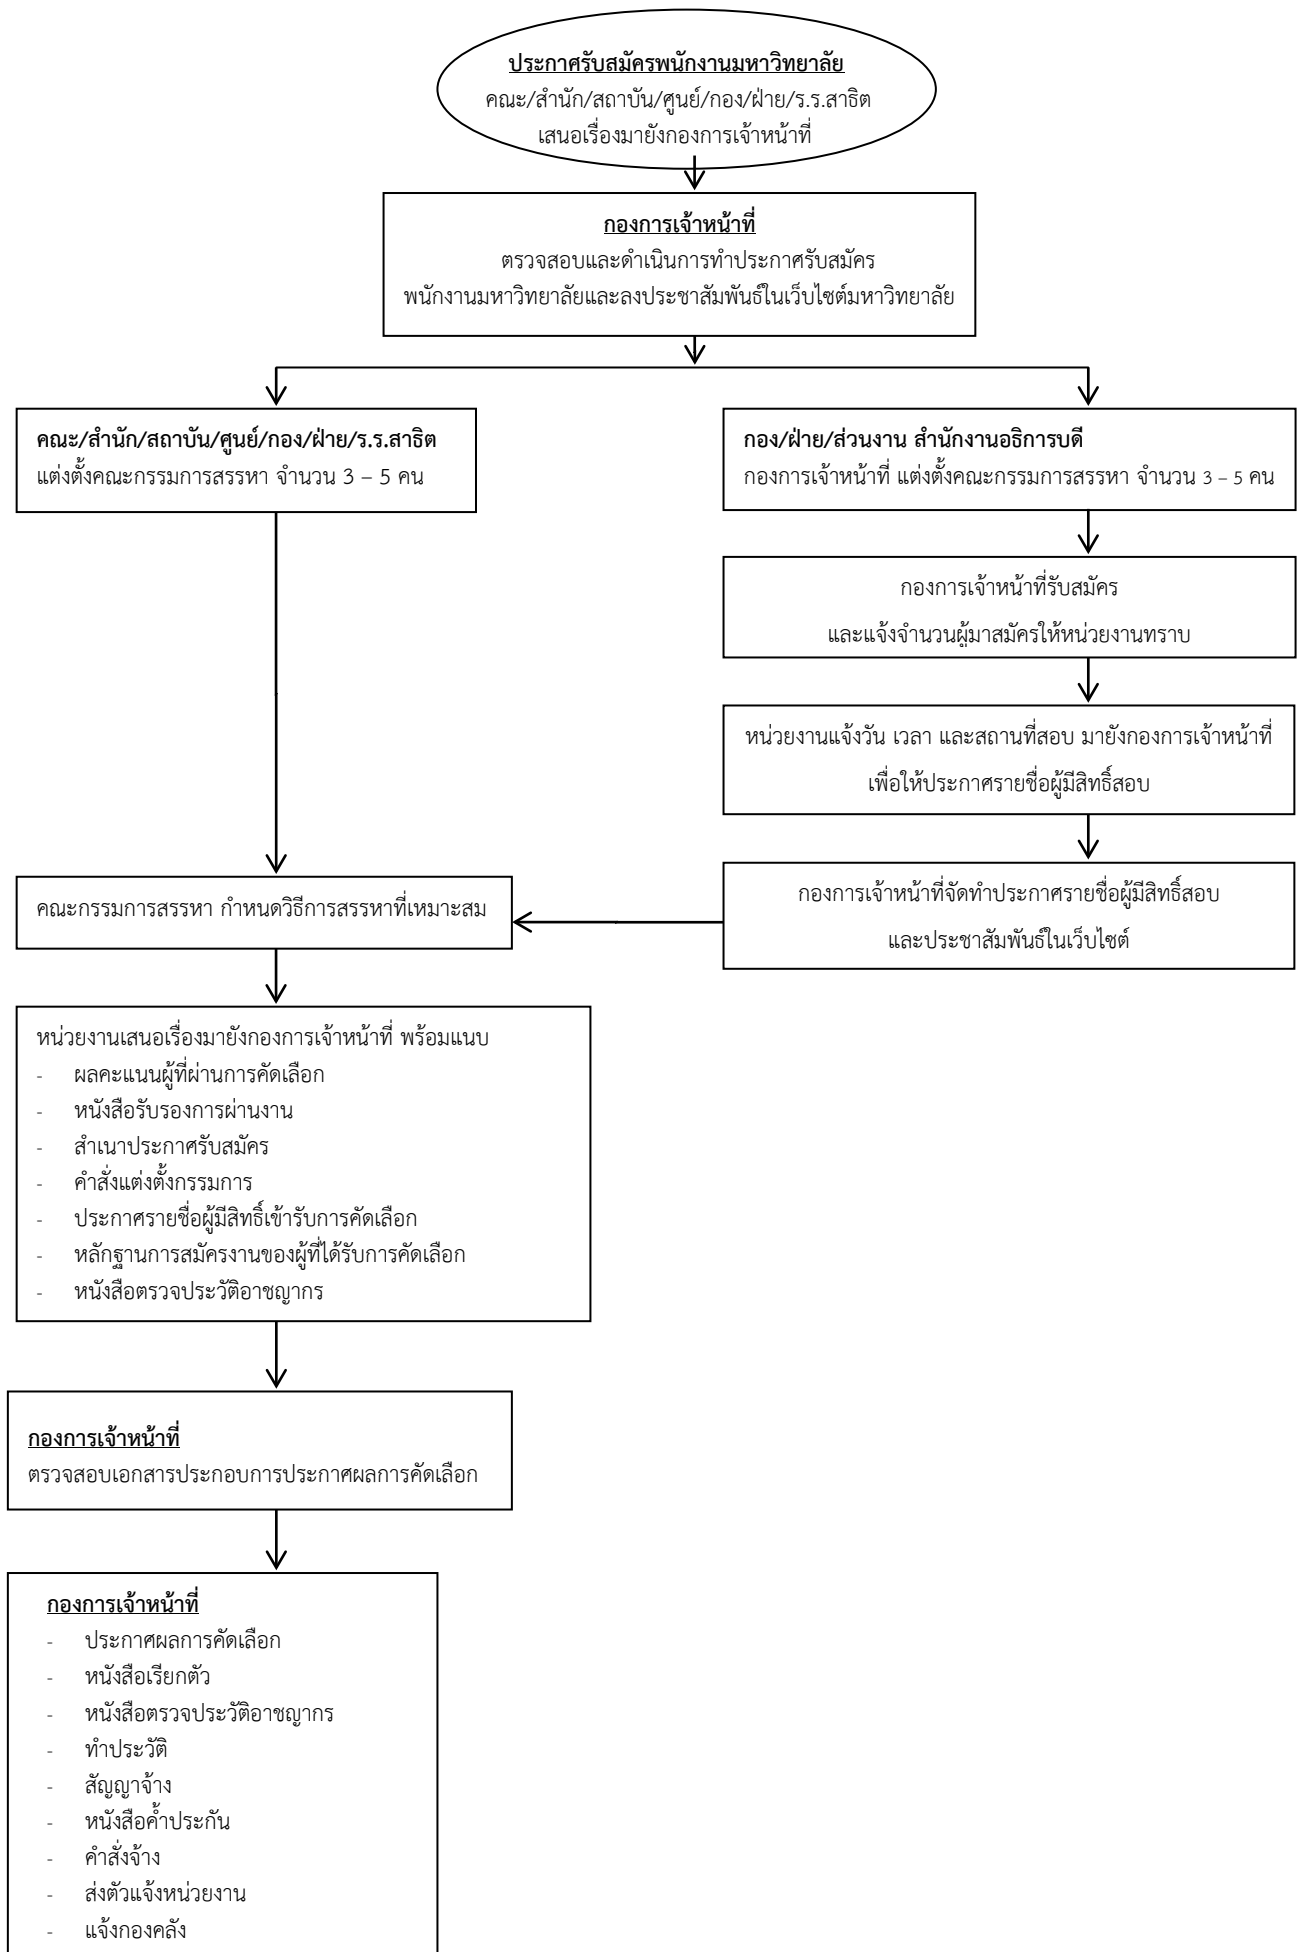 ประกาศรับสมัครพนักงานมหาวิทยาลัย
คณะ/สำนัก/สถาบัน/ศูนย์/กอง/ฝ่าย/ร.ร.สาธิต
เสนอเรื่องมายังกองการเจ้าหน้าที่
กองการเจ้าหน้าที่
ตรวจสอบและดำเนินการทำประกาศรับสมัคร
พนักงานมหาวิทยาลัยและลงประชาสัมพันธ์ในเว็บไซต์มหาวิทยาลัย
คณะ/สำนัก/สถาบัน/ศูนย์/กอง/ฝ่าย/ร.ร.สาธิต
แต่งตั้งคณะกรรมการสรรหา จำนวน 3 – 5 คน
กอง/ฝ่าย/ส่วนงาน สำนักงานอธิการบดี
กองการเจ้าหน้าที่ แต่งตั้งคณะกรรมการสรรหา จำนวน 3 – 5 คน
กองการเจ้าหน้าที่รับสมัคร
และแจ้งจำนวนผู้มาสมัครให้หน่วยงานทราบ
หน่วยงานแจ้งวัน เวลา และสถานที่สอบ มายังกองการเจ้าหน้าที่
เพื่อให้ประกาศรายชื่อผู้มีสิทธิ์สอบ
กองการเจ้าหน้าที่จัดทำประกาศรายชื่อผู้มีสิทธิ์สอบ
และประชาสัมพันธ์ในเว็บไซต์
คณะกรรมการสรรหา กำหนดวิธีการสรรหาที่เหมาะสม
หน่วยงานเสนอเรื่องมายังกองการเจ้าหน้าที่ พร้อมแนบ
- ผลคะแนนผู้ที่ผ่านการคัดเลือก
- หนังสือรับรองการผ่านงาน
- สำเนาประกาศรับสมัคร
- คำสั่งแต่งตั้งกรรมการ
- ประกาศรายชื่อผู้มีสิทธิ์เข้ารับการคัดเลือก
- หลักฐานการสมัครงานของผู้ที่ได้รับการคัดเลือก
- หนังสือตรวจประวัติอาชญากร
กองการเจ้าหน้าที่
ตรวจสอบเอกสารประกอบการประกาศผลการคัดเลือก
กองการเจ้าหน้าที่
- ประกาศผลการคัดเลือก
- หนังสือเรียกตัว
- หนังสือตรวจประวัติอาชญากร
- ทำประวัติ
- สัญญาจ้าง
- หนังสือค้ำประกัน
- คำสั่งจ้าง
- ส่งตัวแจ้งหน่วยงาน
- แจ้งกองคลัง